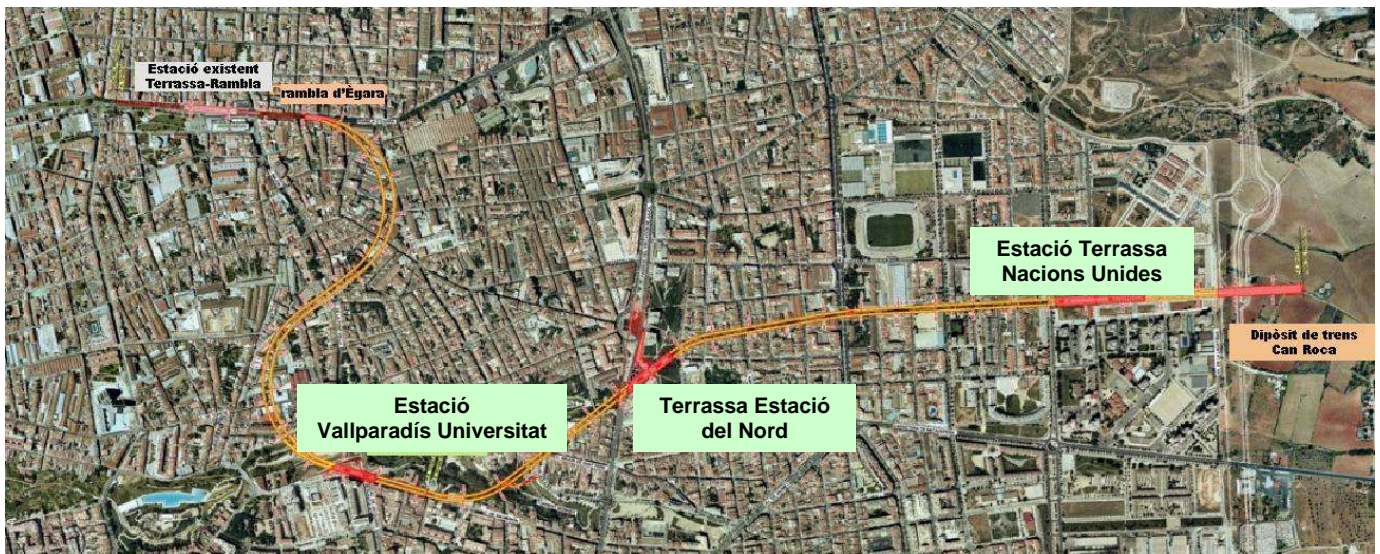 Estació existent
Terrassa-Rambla
rambla d'Ègara
Estació Terrassa
Nacions Unides
Dipòsit de trens
Can Roca
Estació
Vallparadís Universitat
Terrassa Estació
del Nord